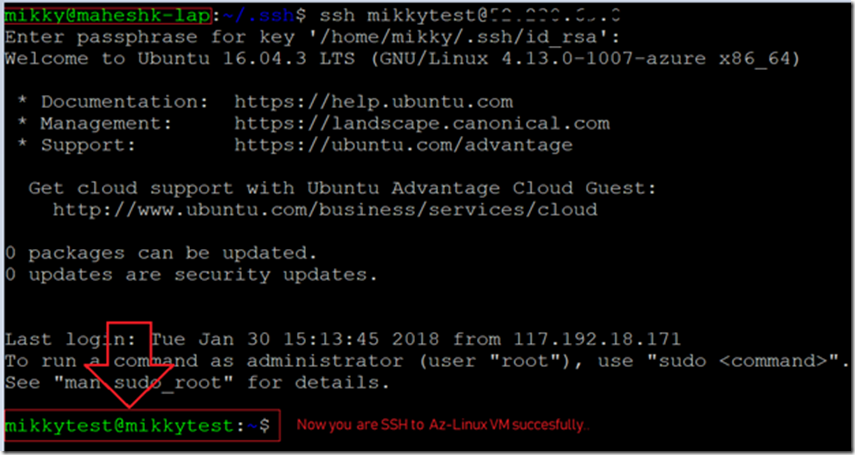 mikky@maheshk-lap:~/.ssh$ ssh mikkytest@
Enter passphrase for key '/home/mikky/.ssh/id_rsa':
Welcome to Ubuntu 16.04.3 LTS (GNU/Linux 4.13.0-1007-azure x86_64)
* Documentation:  https://help.ubuntu.com
* Management:     https://landscape.canonical.com
* Support:        https://ubuntu.com/advantage
Get cloud support with Ubuntu Advantage Cloud Guest:
http://www.ubuntu.com/business/services/cloud
0 packages can be updated.
0 updates are security updates.
Last login: Tue Jan 30 15:13:45 2018 from 117.192.18.171
To run a command as administrator (user "root"), use "sudo <command>".
See "man sudo_root" for details.
mikkytest@mikkytest:~$ Now you are SSH to Az-Linux VM succesfully..